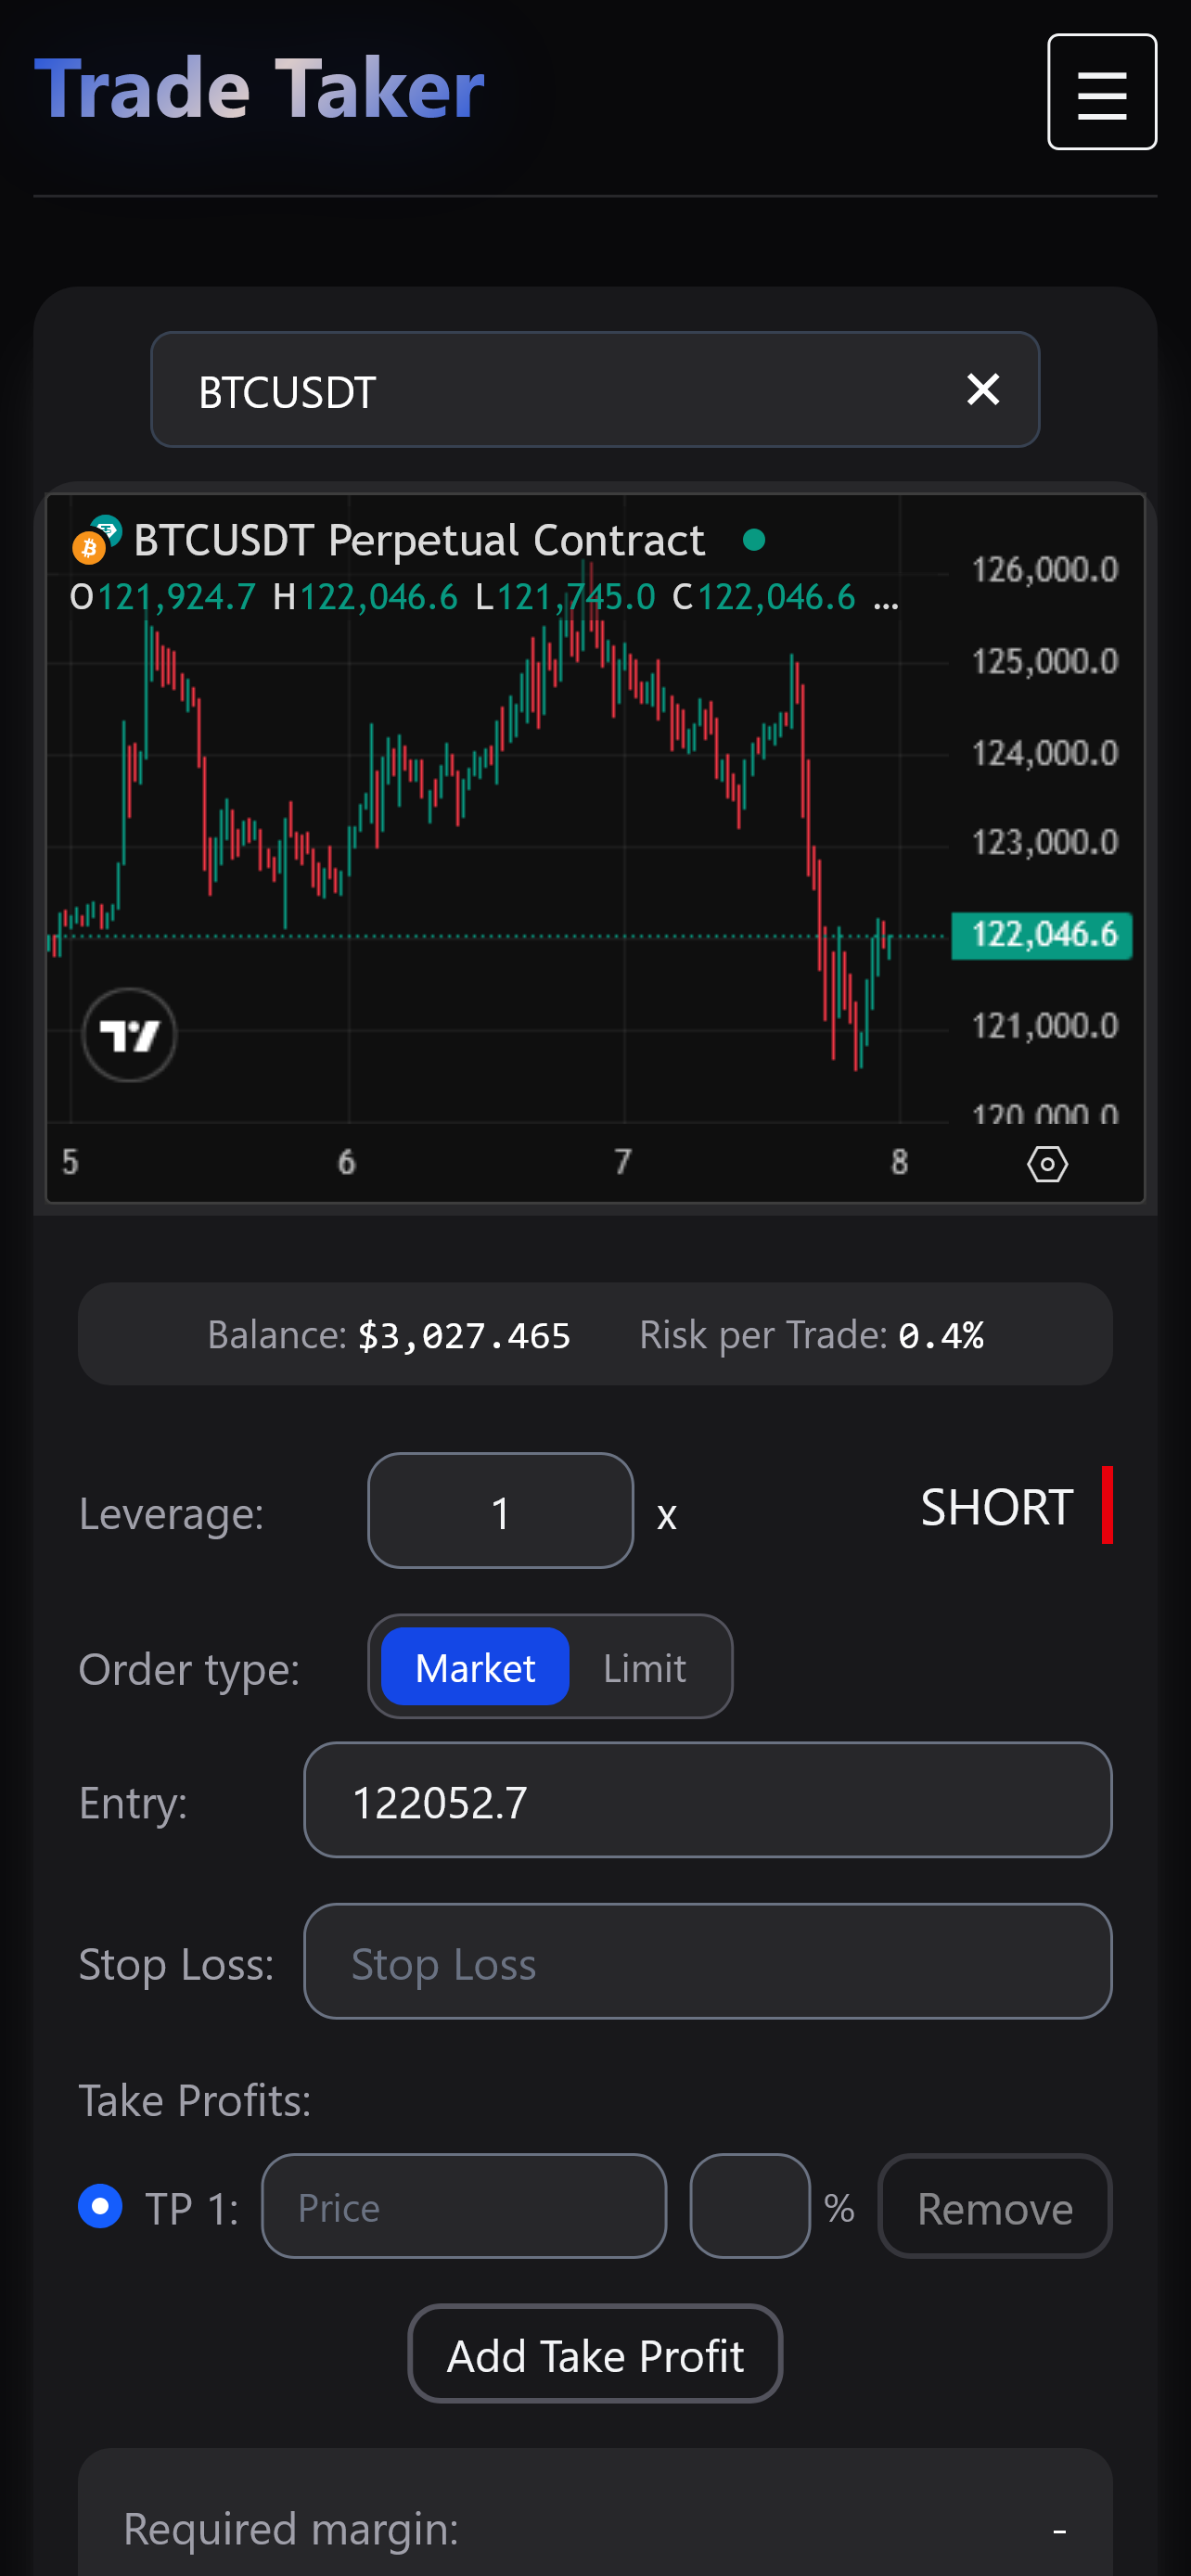 Trade Taker
☰
BTCUSDT ✕
BTCUSDT Perpetual Contract
O121,924.7 H122,046.6 L121,745.0 C122,046.6 ...
126,000.0
125,000.0
124,000.0
123,000.0
122,046.6
121,000.0
120,000.0
5 6 7 8
Balance: $3,027.465 Risk per Trade: 0.4%
Leverage: 1 x SHORT
Order type: Market Limit
Entry: 122052.7
Stop Loss: Stop Loss
Take Profits:
TP 1: Price % Remove
Add Take Profit
Required margin: -